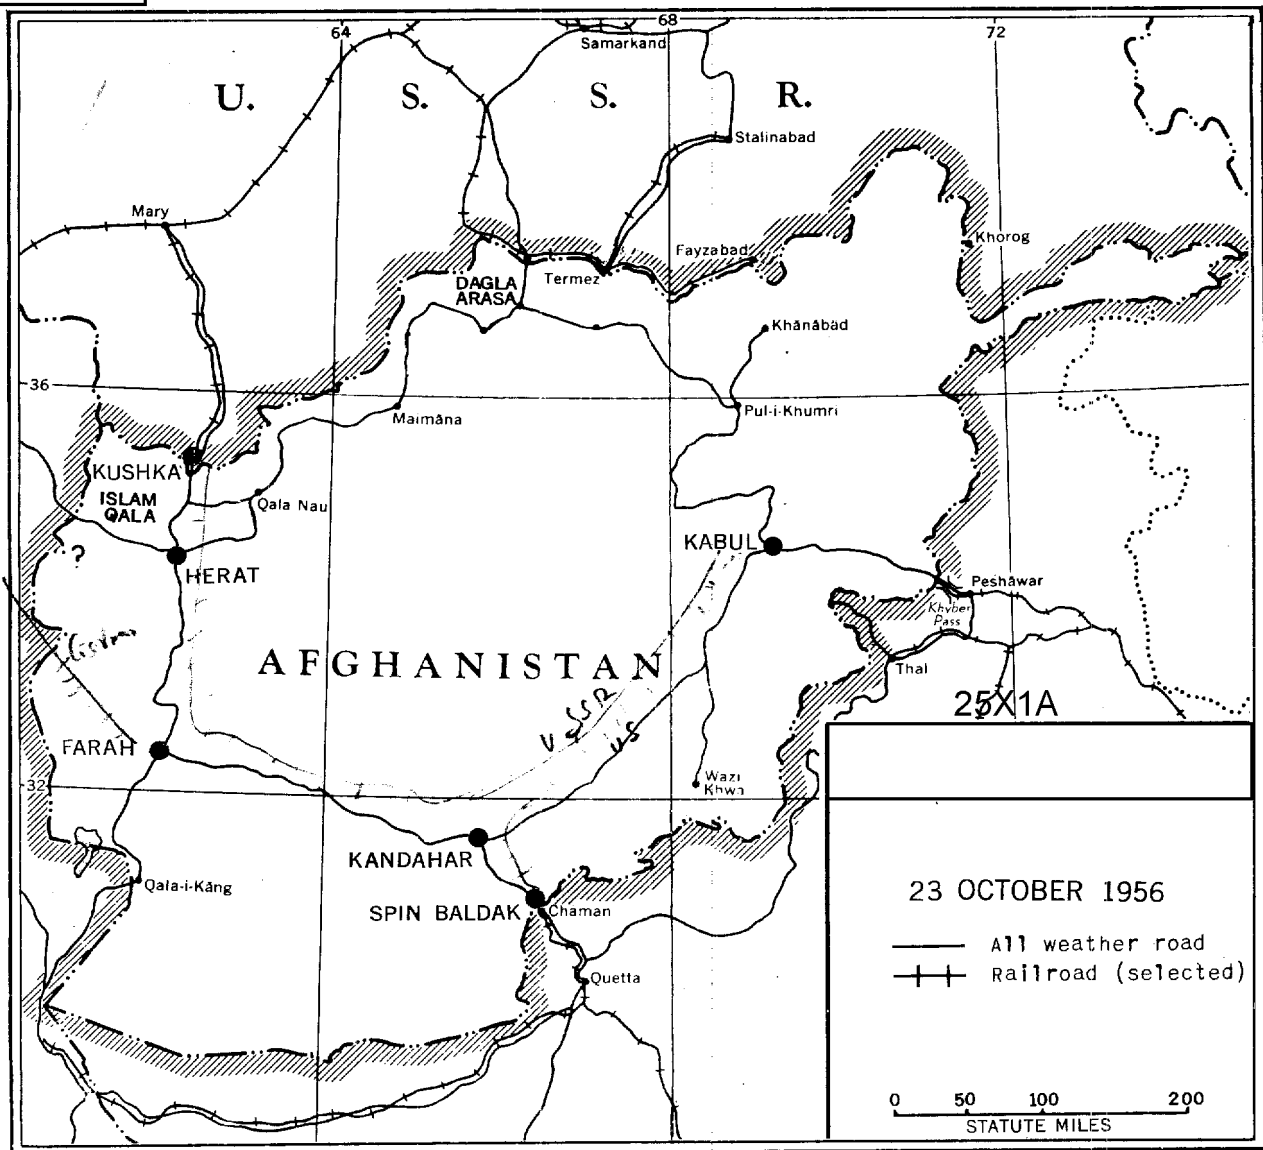 64
68
72
Samarkand
U. S. S. R.
Stalinabad
Mary
Khorog
Fayzabad
Termez
DAGLA
ARASA
Khānābād
36
Maimāna
Pul-i-Khumri
KUSHKA
ISLAM
QALA
Qala Nau
KABUL
?
HERAT
Peshāwar
Khyber
Pass
AFGHANISTAN
Thal
25X1A
USSR
US
FARAH
Wazi
Khwa
32
KANDAHAR
Qala-i-Kāng
SPIN BALDAK
Chaman
23 OCTOBER 1956
All weather road
Quetta
Railroad (selected)
0 50 100 200
STATUTE MILES